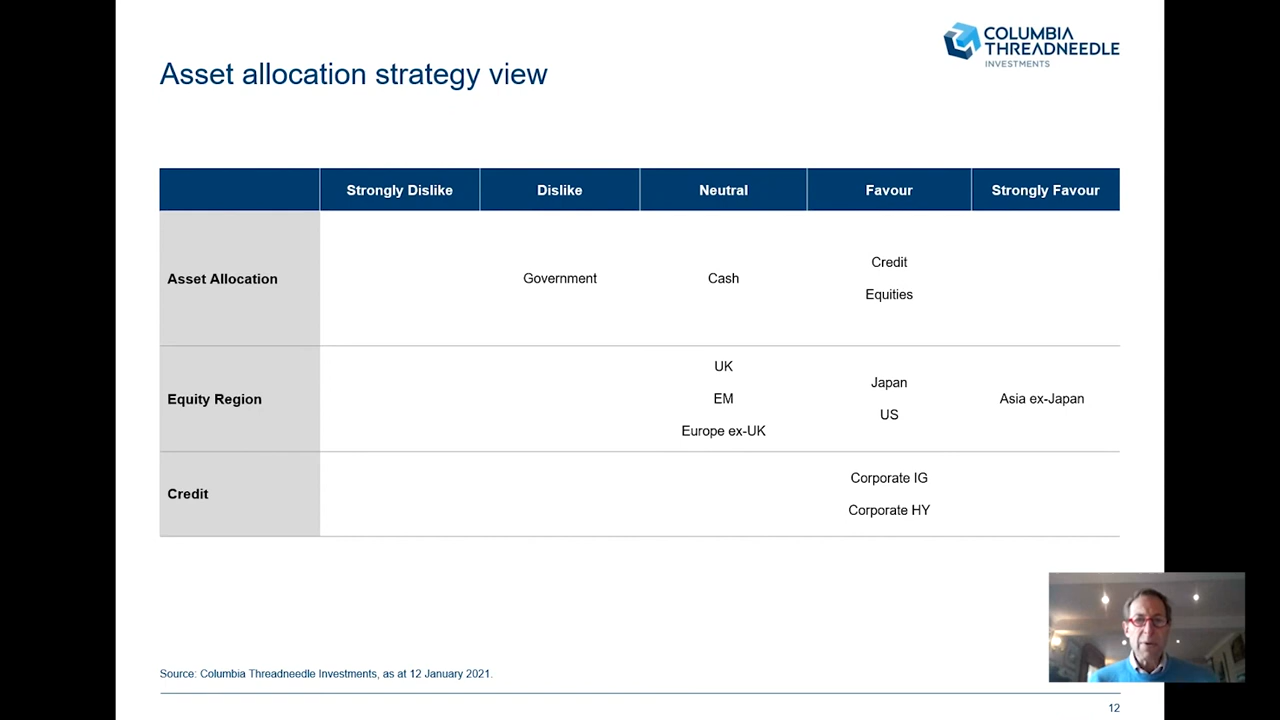 COLUMBIA
THREADNEEDLE
INVESTMENTS
Asset allocation strategy view
Strongly Dislike Dislike Neutral Favour Strongly Favour
Asset Allocation Government Cash Credit
Equities
Equity Region UK
EM
Europe ex-UK
Japan
US
Asia ex-Japan
Credit Corporate IG
Corporate HY
Source: Columbia Threadneedle Investments, as at 12 January 2021.
12